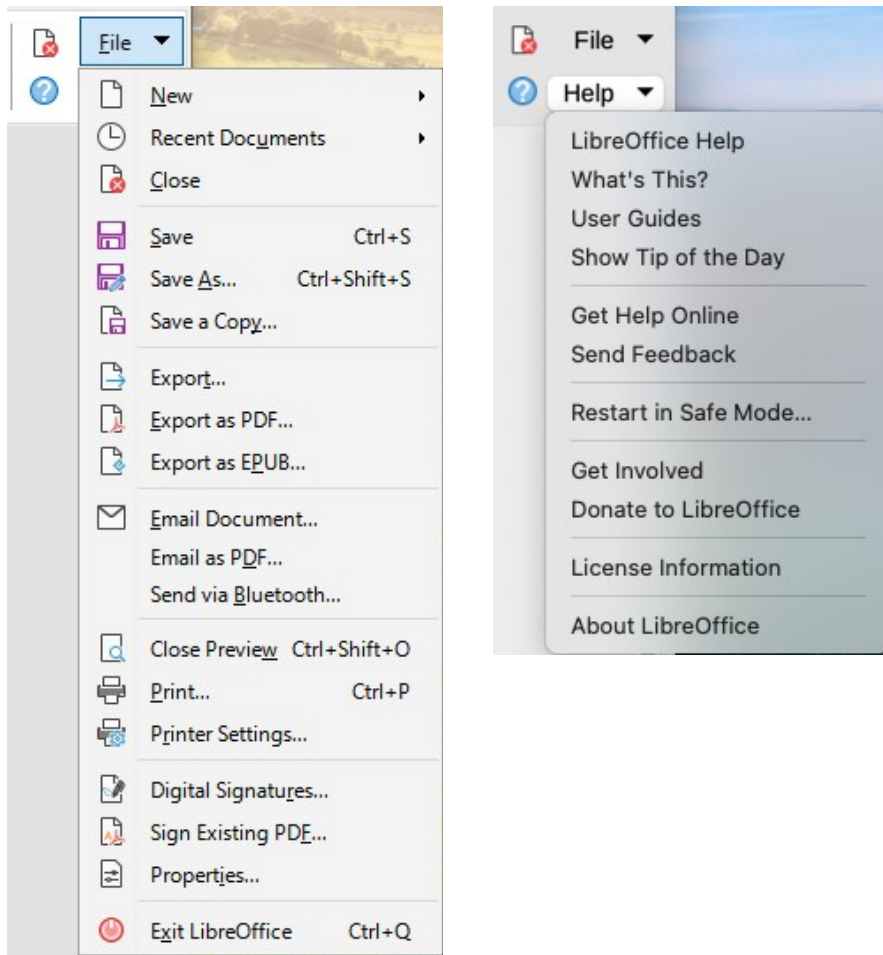 File
New
Recent Documents
Close
Save Ctrl+S
Save As... Ctrl+Shift+S
Save a Copy...
Export...
Export as PDF...
Export as EPUB...
Email Document...
Email as PDF...
Send via Bluetooth...
Close Preview Ctrl+Shift+O
Print... Ctrl+P
Printer Settings...
Digital Signatures...
Sign Existing PDF...
Properties...
Exit LibreOffice Ctrl+Q
File
Help
LibreOffice Help
What's This?
User Guides
Show Tip of the Day
Get Help Online
Send Feedback
Restart in Safe Mode...
Get Involved
Donate to LibreOffice
License Information
About LibreOffice